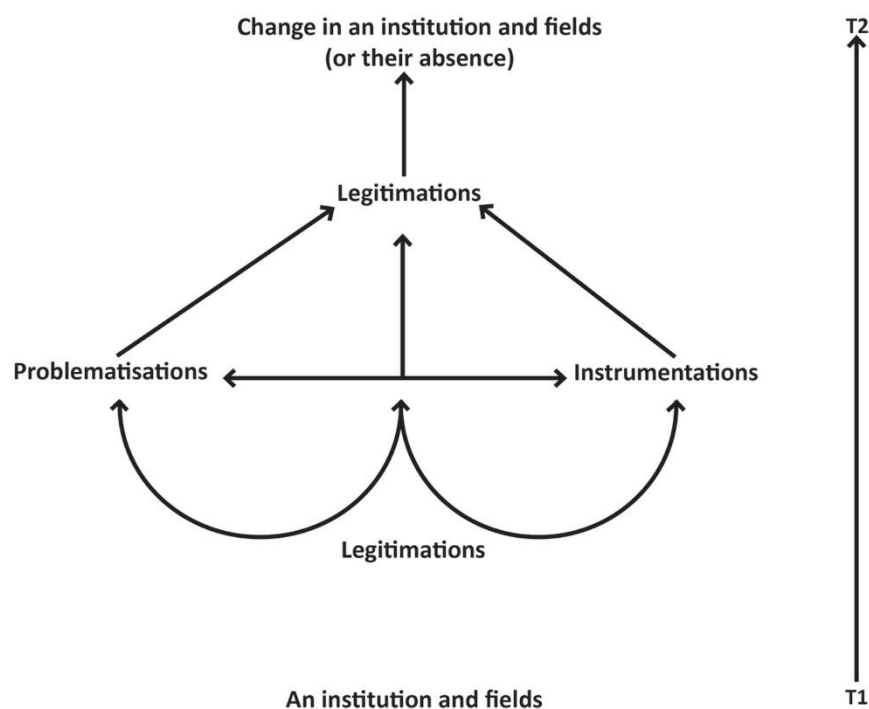 Change in an institution and fields
(or their absence)
T2
Legitimations
Problematisations
Instrumentations
Legitimations
An institution and fields
T1